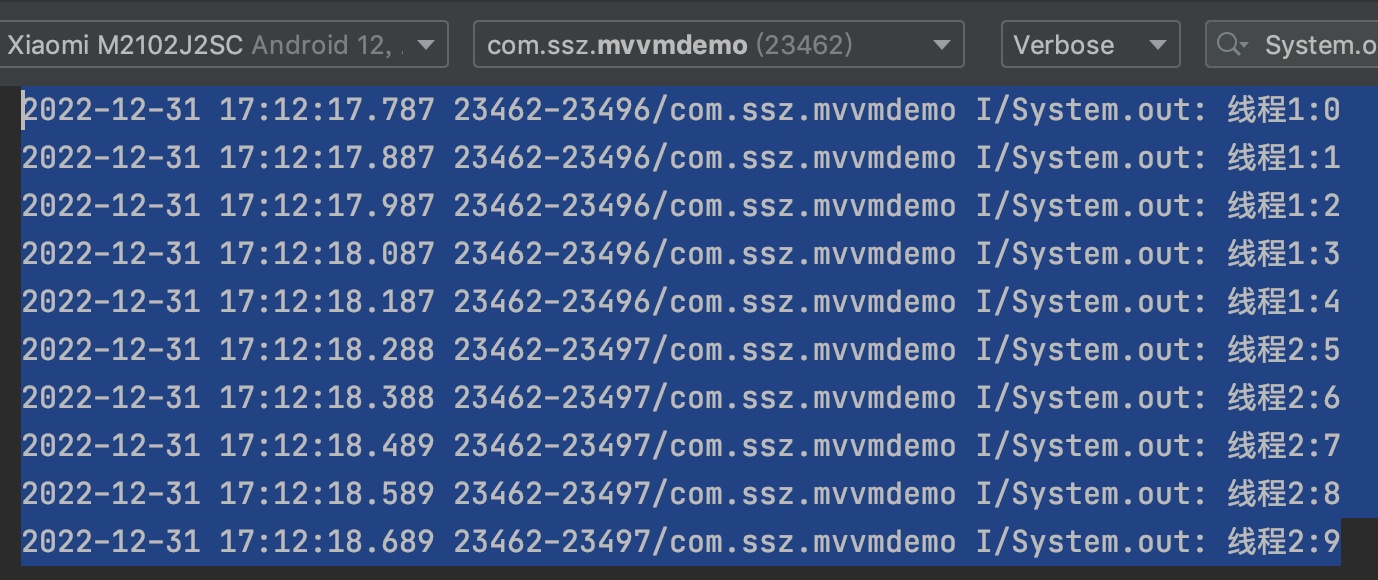 Xiaomi M2102J2SC Android 12, .
com.ssz.mvvmdemo (23462)
Verbose
System.o
2022-12-31 17:12:17.787 23462-23496/com.ssz.mvvmdemo I/System.out: 线程1:0
2022-12-31 17:12:17.887 23462-23496/com.ssz.mvvmdemo I/System.out: 线程1:1
2022-12-31 17:12:17.987 23462-23496/com.ssz.mvvmdemo I/System.out: 线程1:2
2022-12-31 17:12:18.087 23462-23496/com.ssz.mvvmdemo I/System.out: 线程1:3
2022-12-31 17:12:18.187 23462-23496/com.ssz.mvvmdemo I/System.out: 线程1:4
2022-12-31 17:12:18.288 23462-23497/com.ssz.mvvmdemo I/System.out: 线程2:5
2022-12-31 17:12:18.388 23462-23497/com.ssz.mvvmdemo I/System.out: 线程2:6
2022-12-31 17:12:18.489 23462-23497/com.ssz.mvvmdemo I/System.out: 线程2:7
2022-12-31 17:12:18.589 23462-23497/com.ssz.mvvmdemo I/System.out: 线程2:8
2022-12-31 17:12:18.689 23462-23497/com.ssz.mvvmdemo I/System.out: 线程2:9